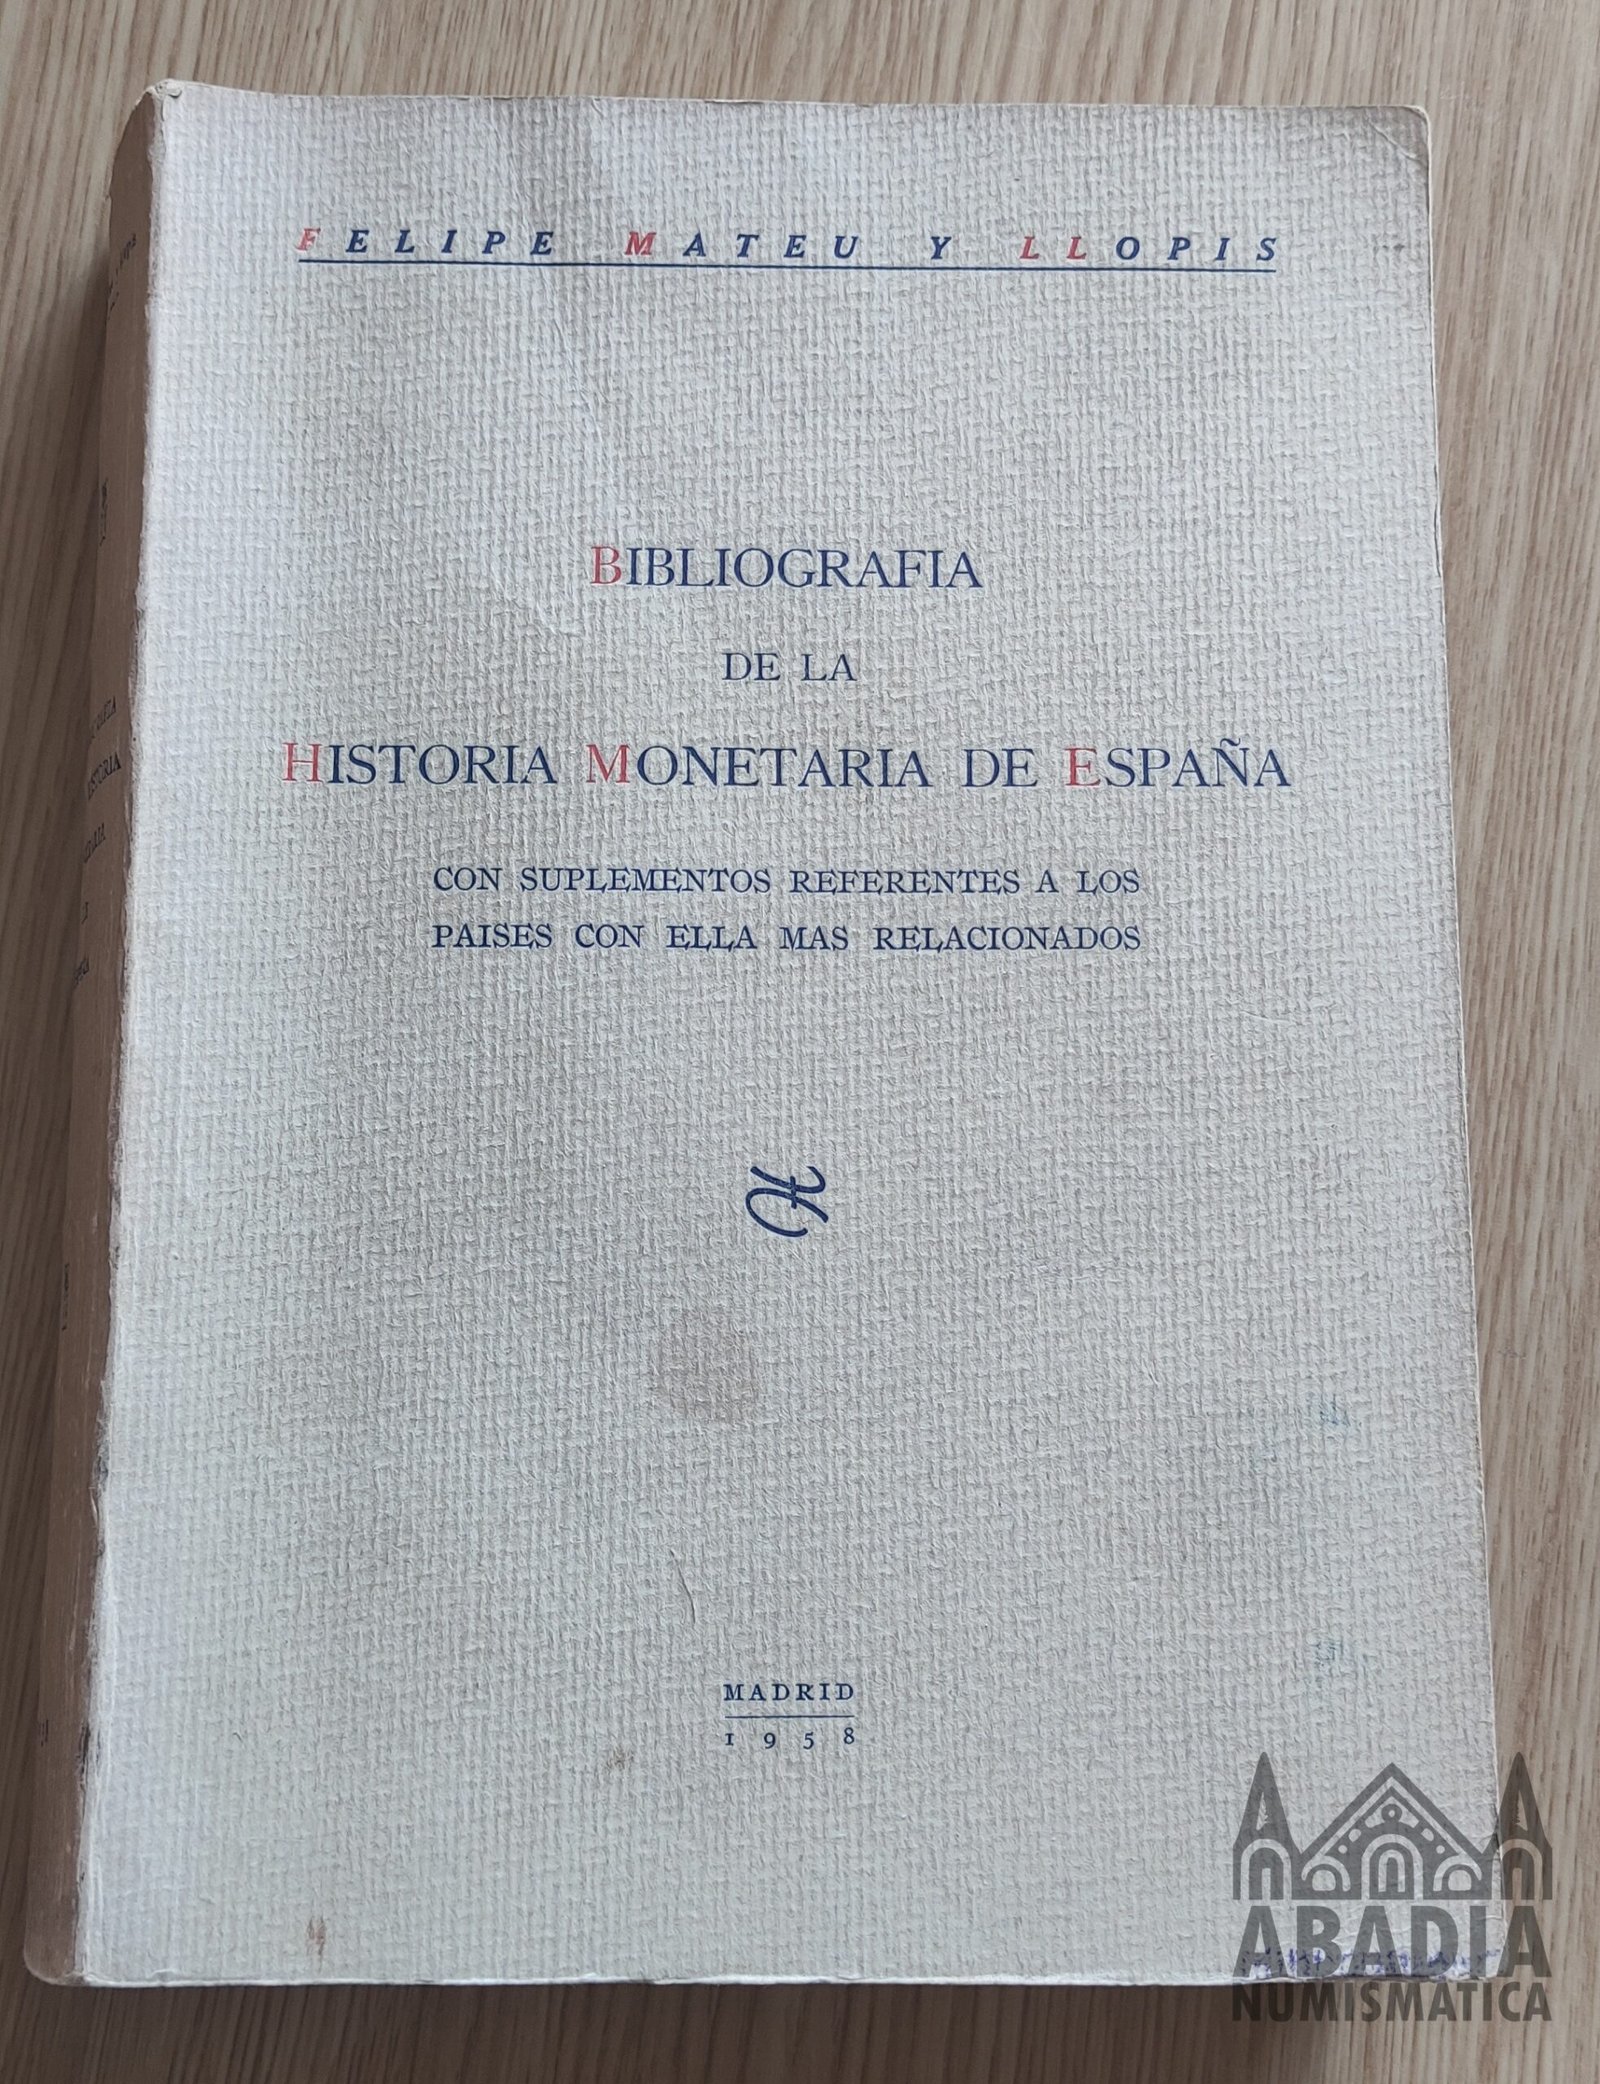 FELIPE MATEU Y LLOPIS
BIBLIOGRAFIA
DE LA
HISTORIA MONETARIA DE ESPAÑA
CON SUPLEMENTOS REFERENTES A LOS
PAISES CON ELLA MAS RELACIONADOS
MADRID
1958
ABADIA
NUMISMATICA